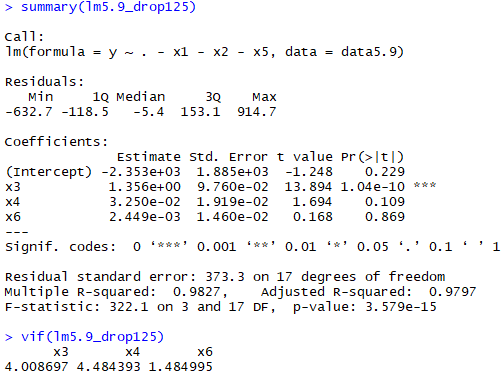 > summary(lm5.9_drop125)
Call:
lm(formula = y ~ . - x1 - x2 - x5, data = data5.9)
Residuals:
Min 1Q Median 3Q Max
-632.7 -118.5 -5.4 153.1 914.7
Coefficients:
Estimate Std. Error t value Pr(>|t|)
(Intercept) -2.353e+03 1.885e+03 -1.248 0.229
x3 1.356e+00 9.760e-02 13.894 1.04e-10 ***
x4 3.250e-02 1.919e-02 1.694 0.109
x6 2.449e-03 1.460e-02 0.168 0.869
---
Signif. codes: 0 ‘***’ 0.001 ‘**’ 0.01 ‘*’ 0.05 ‘.’ 0.1 ‘ ’ 1
Residual standard error: 373.3 on 17 degrees of freedom
Multiple R-squared: 0.9827, Adjusted R-squared: 0.9797
F-statistic: 322.1 on 3 and 17 DF, p-value: 3.579e-15
> vif(lm5.9_drop125)
x3 x4 x6
4.008697 4.484393 1.484995